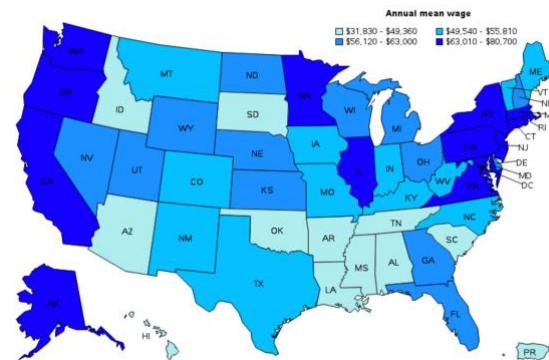 Annual mean wage
$31,830 - $49,360
$49,540 - $55,810
$56,120 - $63,000
$63,010 - $80,700
WA
MT
ND
MN
ME
OR
ID
SD
WI
NY
VT
WY
MI
RI
CT
NV
NE
IA
PA
NJ
UT
IL
IN
OH
DE
CA
CO
KS
MO
WV
VA
MD
KY
DC
AZ
NM
OK
AR
TN
NC
SC
MS
AL
GA
TX
LA
FL
AK
HI
PR